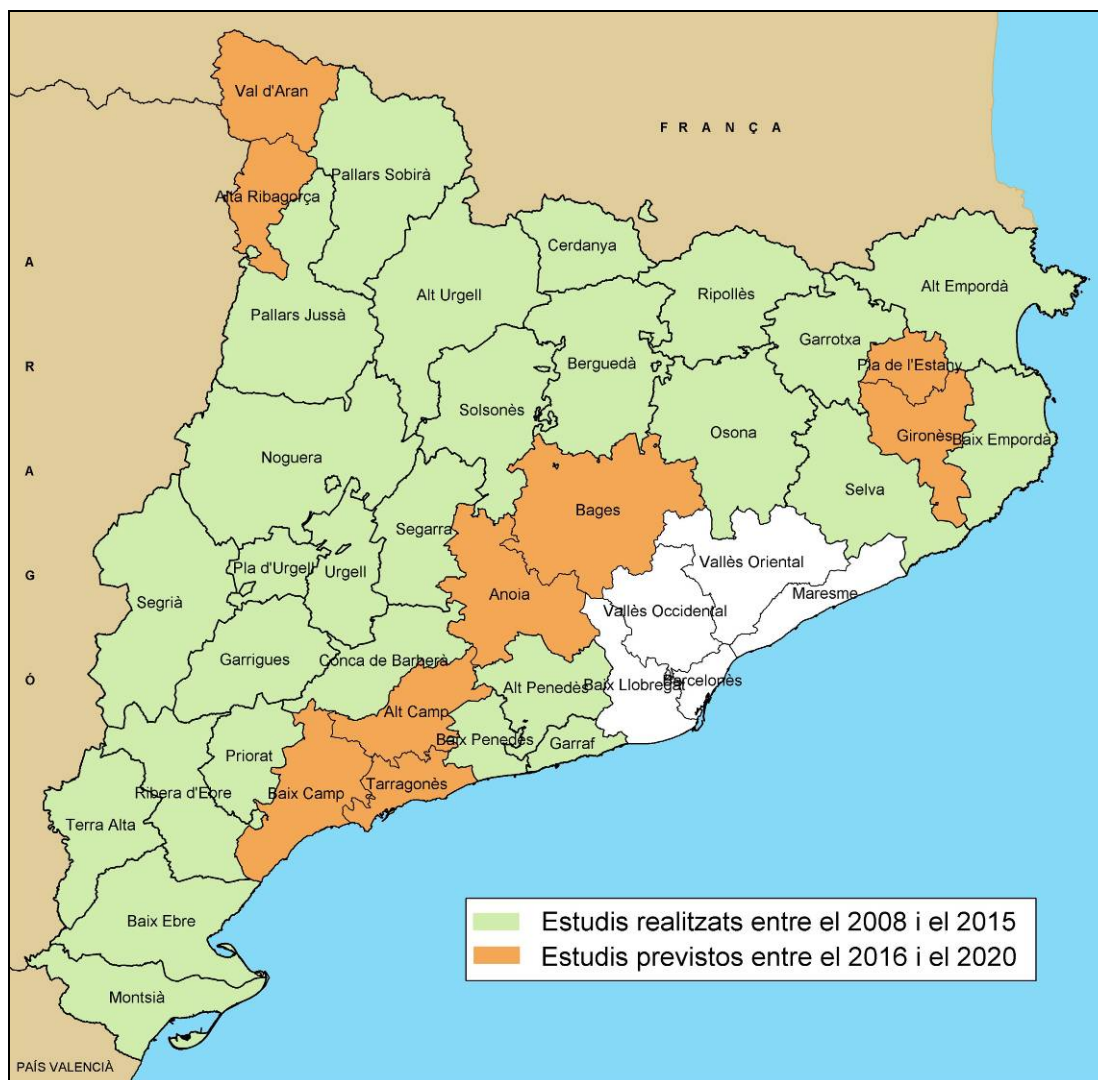 Val d'Aran
FRANÇA
Pallars Sobirà
Alta Ribagorça
Cerdanya
ARAGÓ
Alt Urgell
Ripollès
Alt Empordà
Pallars Jussà
Garrotxa
Berguedà
Pla de l'Estany
Solsonès
Osona
Gironès
Baix Empordà
Noguera
Selva
Bages
Segarra
Vallès Oriental
Pla d'Urgell
Urgell
Maresme
Anoia
Segrià
Vallès Occidental
Garrigues
Conca de Barberà
Barcelonès
Alt Penedès
Baix Llobregat
Alt Camp
Baix Penedès
Garraf
Priorat
Tarragonès
Ribera d'Ebre
Baix Camp
Terra Alta
Baix Ebre
Estudis realitzats entre el 2008 i el 2015
Estudis previstos entre el 2016 i el 2020
Montsià
PAÍS VALENCIÀ